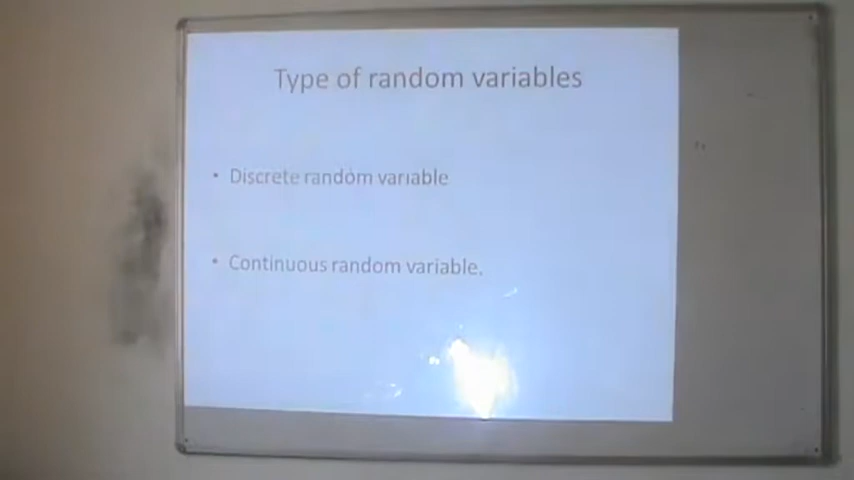 Type of random variables
• Discrete random variable
• Continuous random variable.